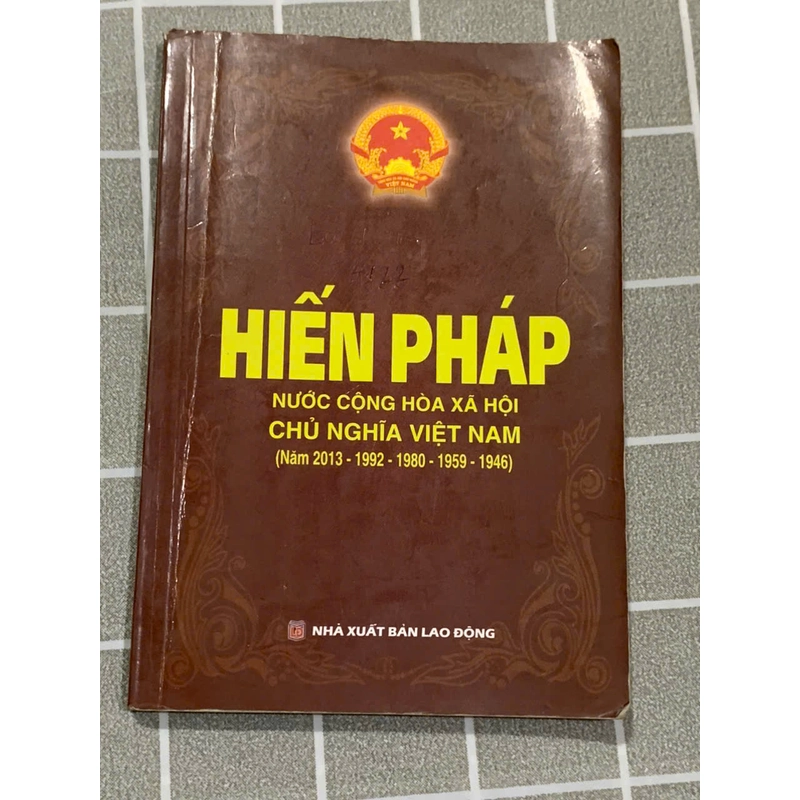 VIỆT NAM
4122
HIẾN PHÁP
NƯỚC CỘNG HÒA XÃ HỘI
CHỦ NGHĨA VIỆT NAM
(Năm 2013 - 1992 - 1980 - 1959 - 1946)
NHÀ XUẤT BẢN LAO ĐỘNG